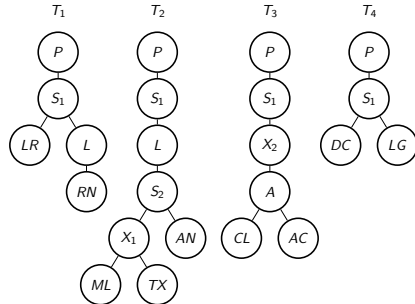 T₁ T₂ T₃ T₄
P P P P
S₁ S₁ S₁ S₁
LR L L X₂ DC LG
RN S₂ A
X₁ AN CL AC
ML TX